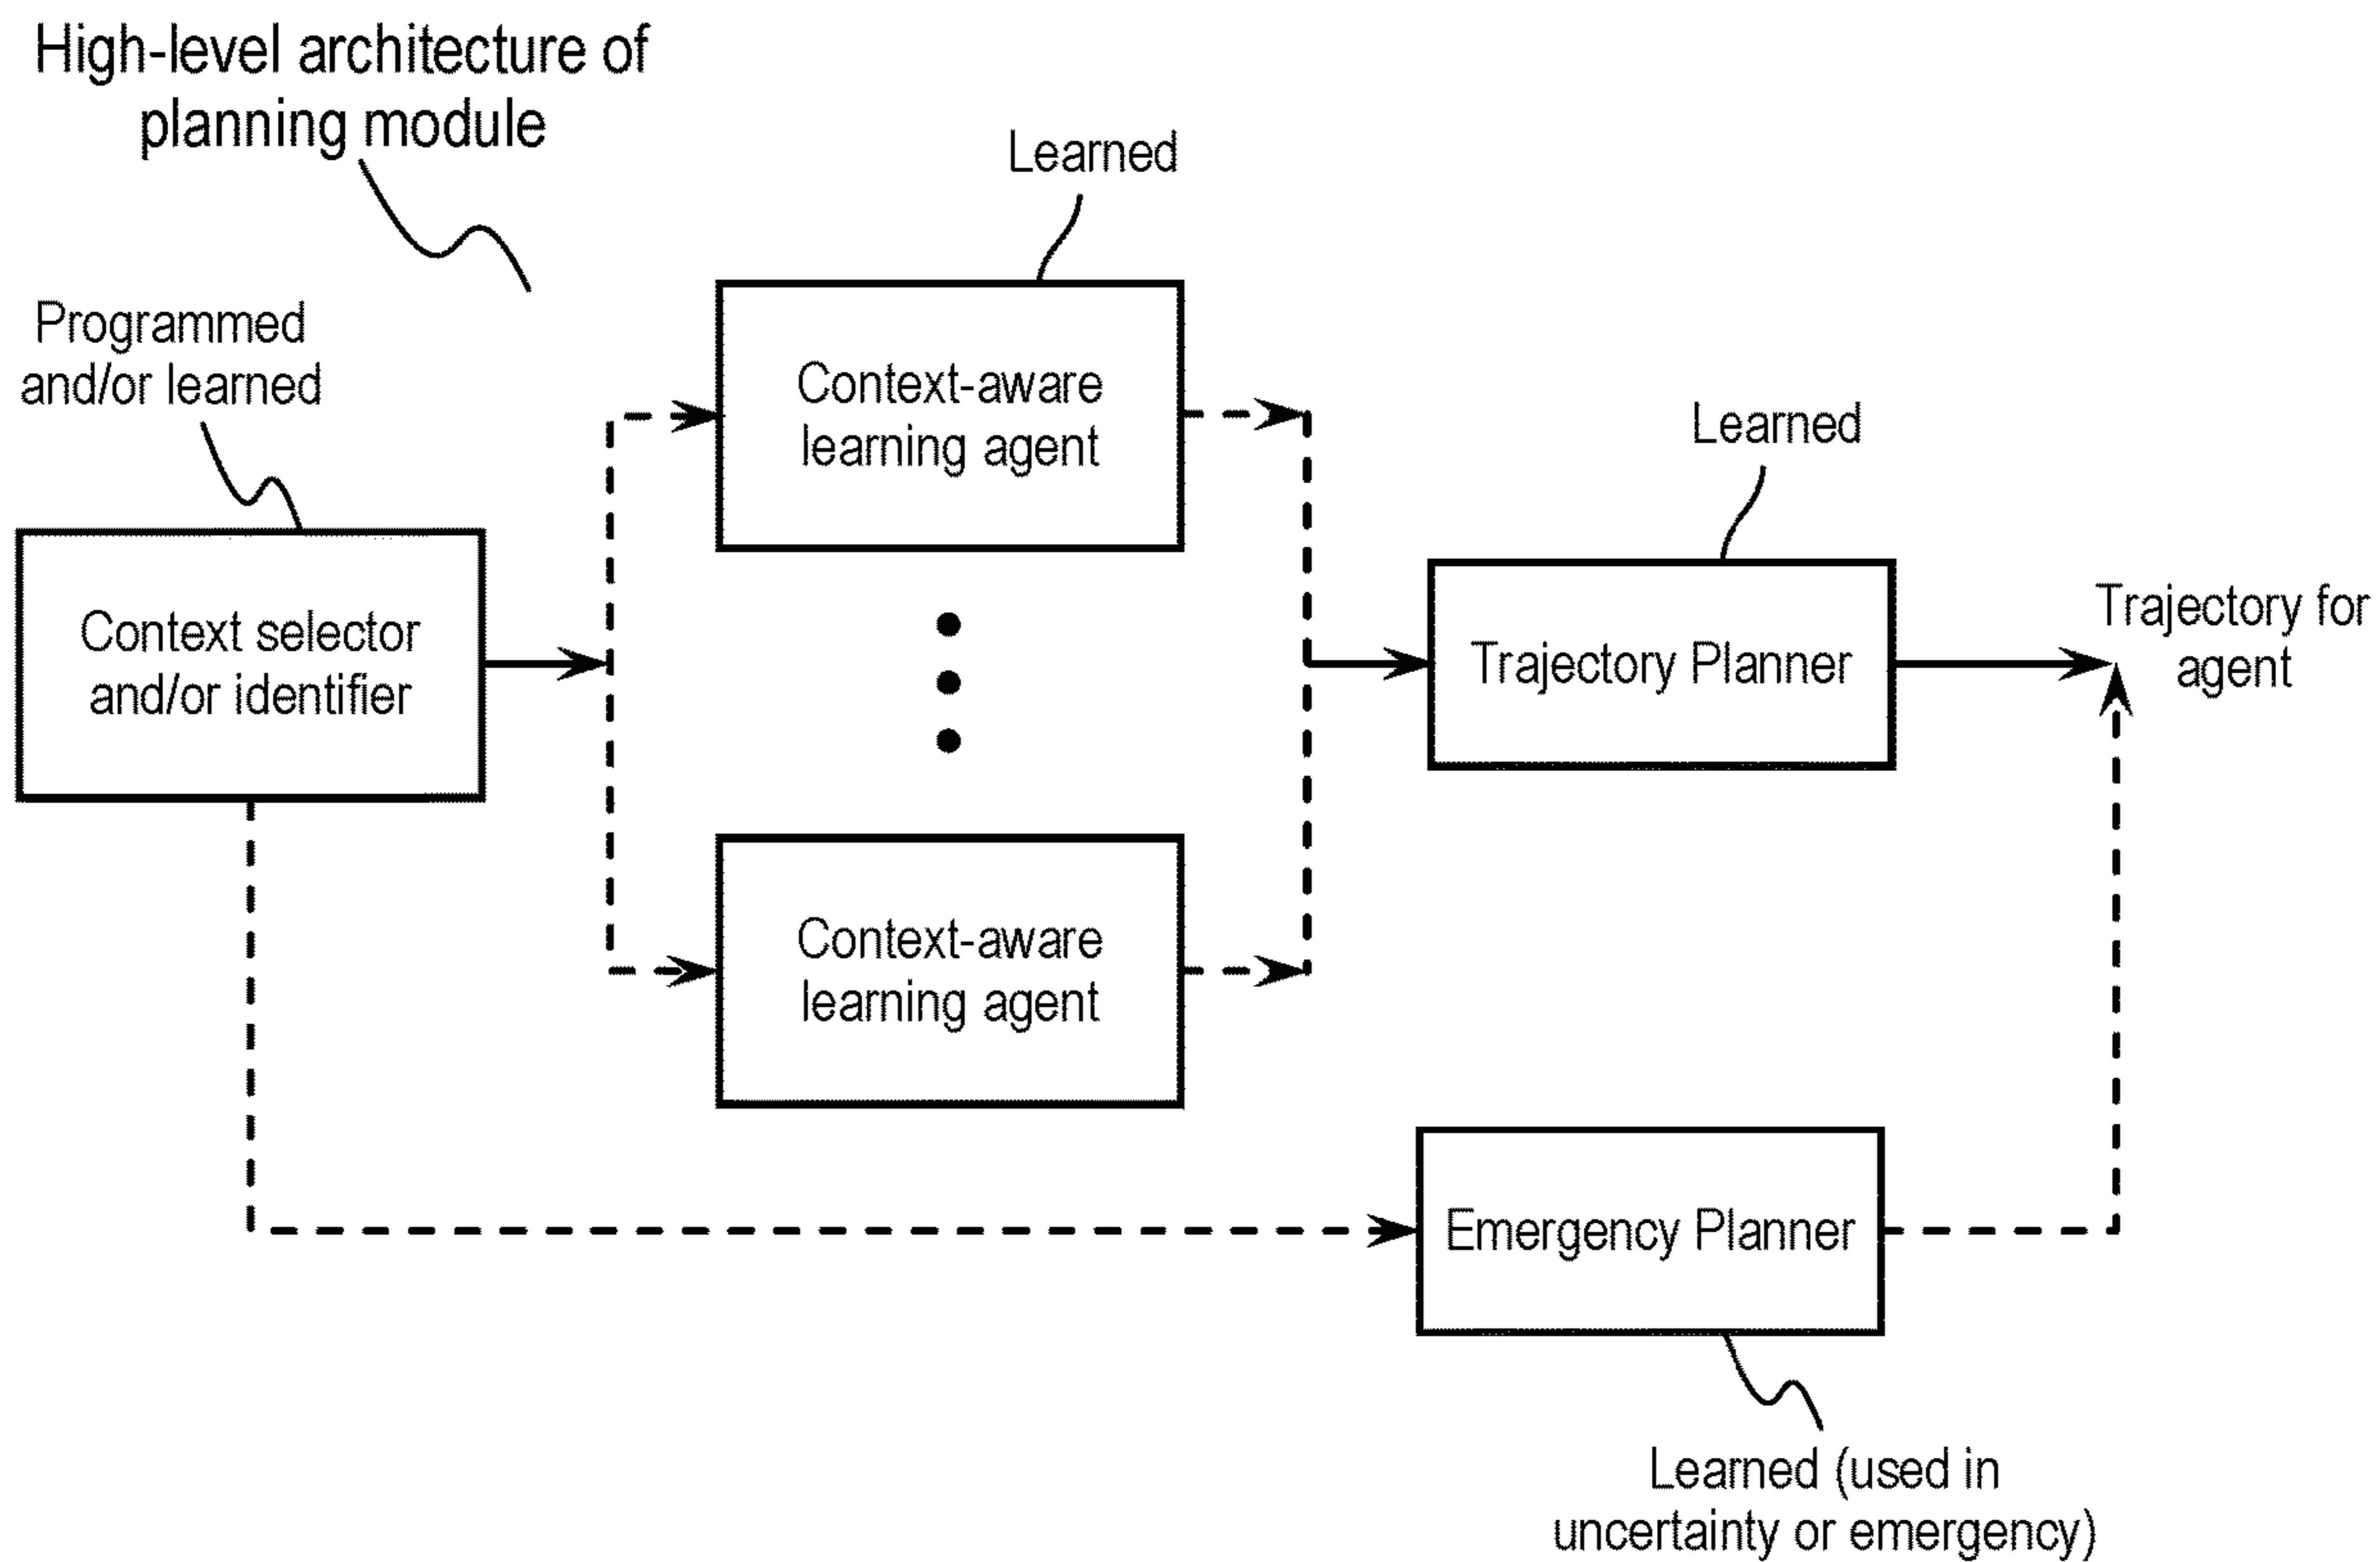 High-level architecture of
planning module
Learned
Programmed
and/or learned
Context-aware
learning agent
Learned
Context selector
and/or identifier
Trajectory Planner
Trajectory for
agent
Context-aware
learning agent
Emergency Planner
Learned (used in
uncertainty or emergency)